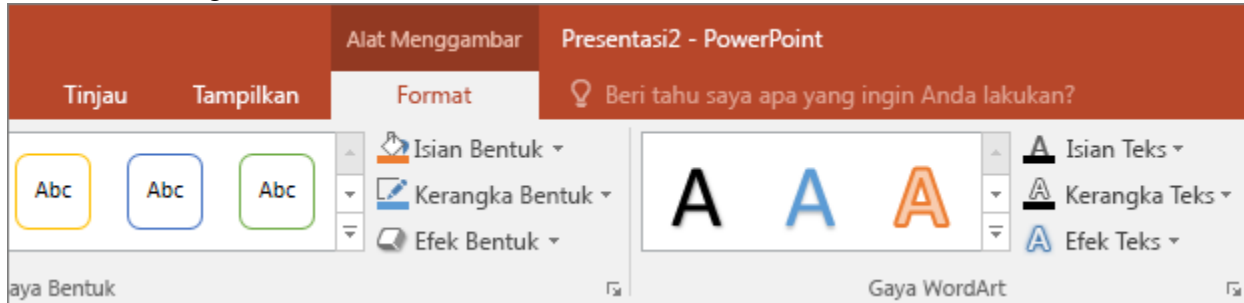 Alat Menggambar Presentasi2 - PowerPoint
Tinjau Tampilkan Format Beri tahu saya apa yang ingin Anda lakukan?
Abc Abc Abc
Isian Bentuk
Kerangka Bentuk
Efek Bentuk
aya Bentuk
A A A
Isian Teks
Kerangka Teks
Efek Teks
Gaya WordArt